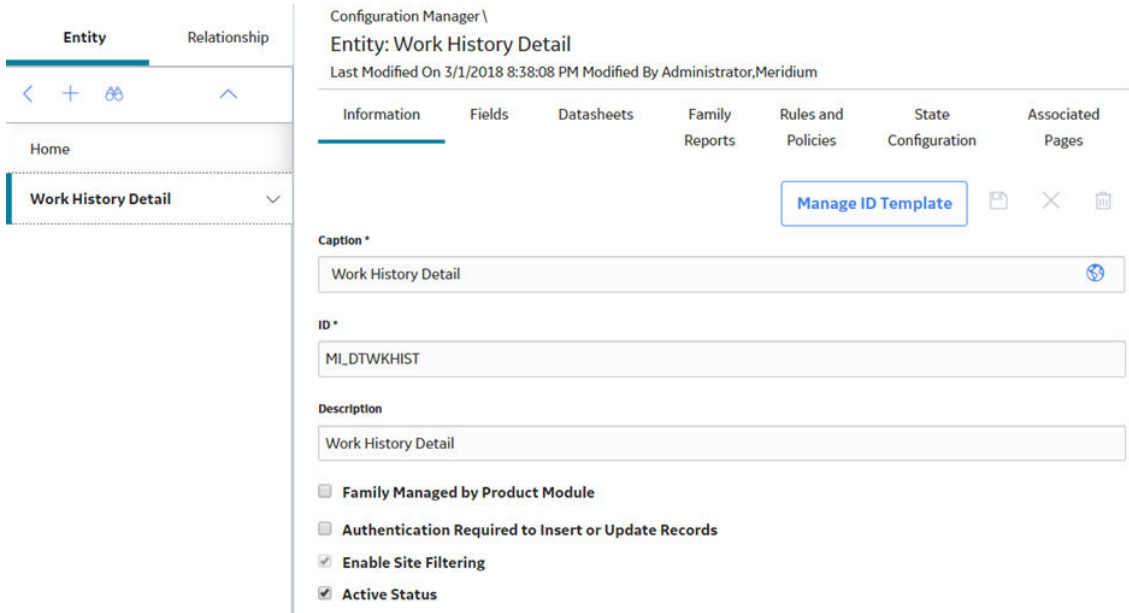 Entity Relationship
Home
Work History Detail
Configuration Manager\
Entity: Work History Detail
Last Modified On 3/1/2018 8:38:08 PM Modified By Administrator,Meridium
Information Fields Datasheets Family Reports Rules and Policies State Configuration Associated Pages
Manage ID Template
Caption *
Work History Detail
ID *
MI_DTWKHIST
Description
Work History Detail
Family Managed by Product Module
Authentication Required to Insert or Update Records
Enable Site Filtering
Active Status